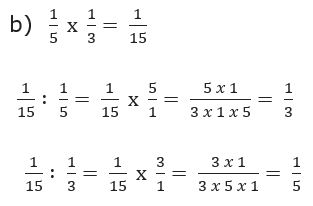 b) 1/5 x 1/3 = 1/15
1/15 : 1/5 = 1/15 x 5/1 = (5 x 1)/(3 x 1 x 5) = 1/3
1/15 : 1/3 = 1/15 x 3/1 = (3 x 1)/(3 x 5 x 1) = 1/5